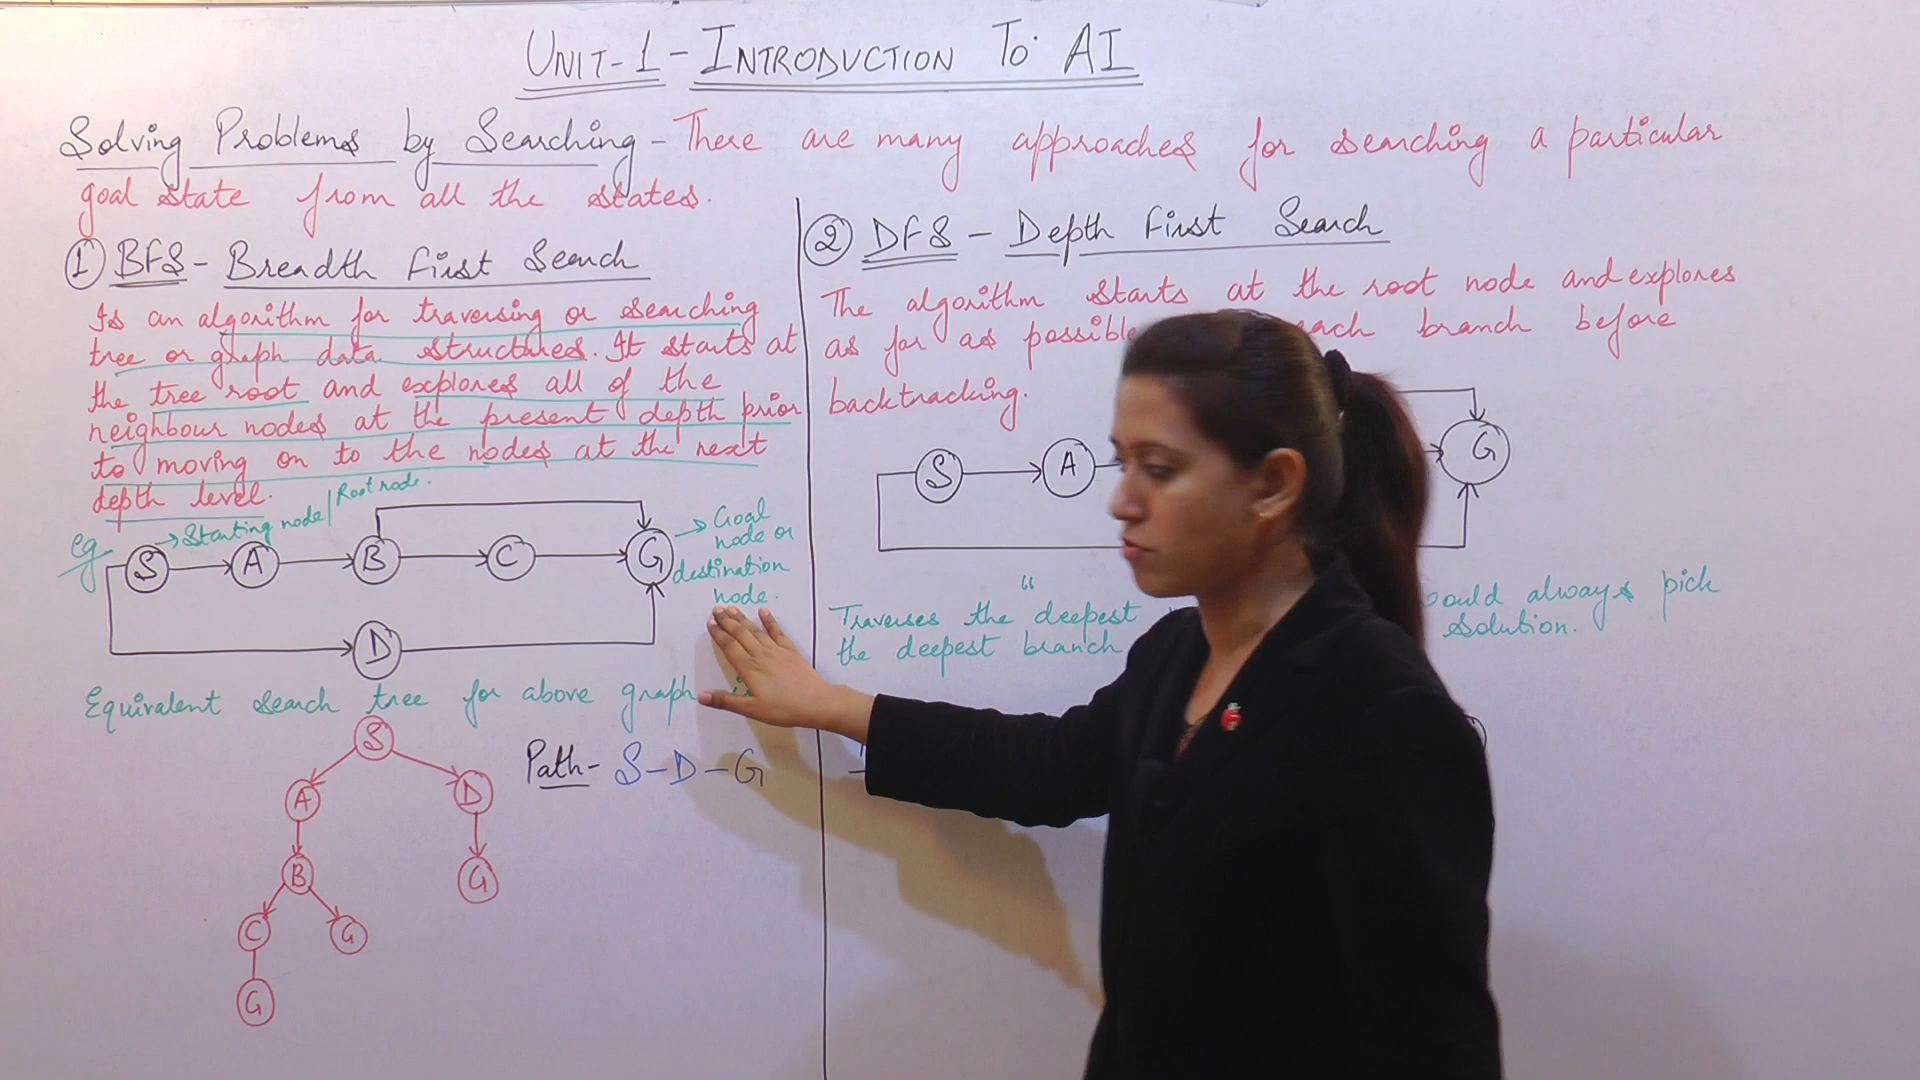 UNIT-1-INTRODUCTION TO AI
Solving Problems by Searching - There are many approaches for searching a particular
goal state from all the states.
① BFS - Breadth First Search
Is an algorithm for traversing or searching
tree or graph data structures. It starts at
the tree root and explores all of the
neighbour nodes at the present depth prior
to moving on to the nodes at the next
depth level.
eg
→ Starting node/Root node.
S A B C G
D
→ Goal
node or
destination
node.
Equivalent search tree for above graph
S
A D
B G
C G
G
Path- S-D-G
② DFS - Depth First Search
The algorithm starts at the root node and explores
as far as possible each branch before
backtracking.
S A G
"
Traverses the deepest ould always pick
the deepest branch solution.